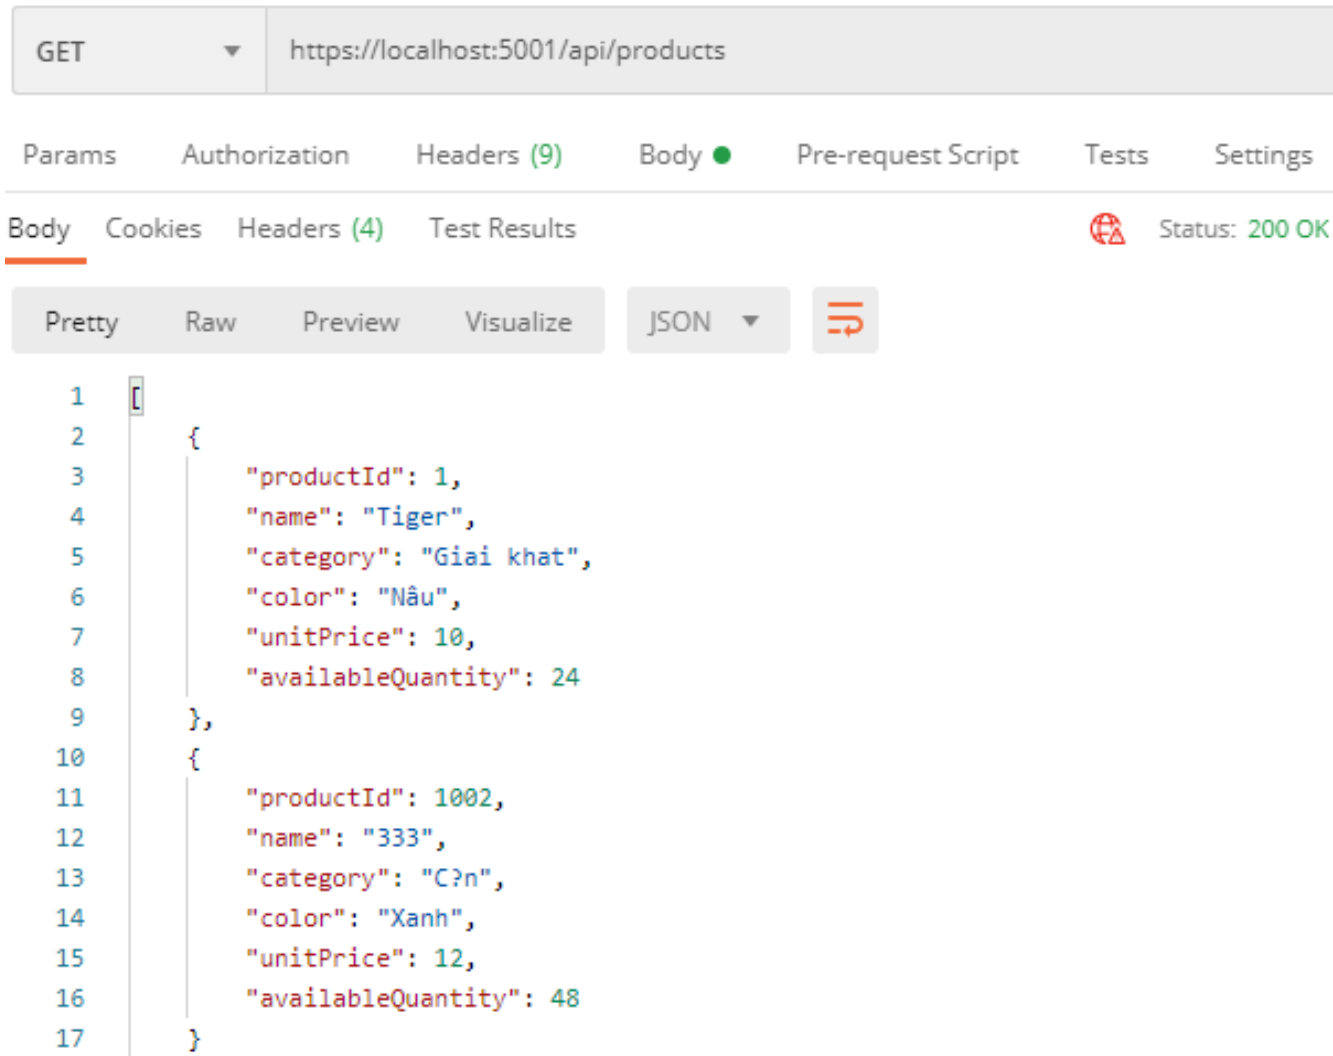 GET https://localhost:5001/api/products
Params Authorization Headers (9) Body Pre-request Script Tests Settings
Body Cookies Headers (4) Test Results Status: 200 OK
Pretty Raw Preview Visualize JSON
1 [
2 {
3 "productId": 1,
4 "name": "Tiger",
5 "category": "Giai khat",
6 "color": "Nâu",
7 "unitPrice": 10,
8 "availableQuantity": 24
9 },
10 {
11 "productId": 1002,
12 "name": "333",
13 "category": "C?n",
14 "color": "Xanh",
15 "unitPrice": 12,
16 "availableQuantity": 48
17 }